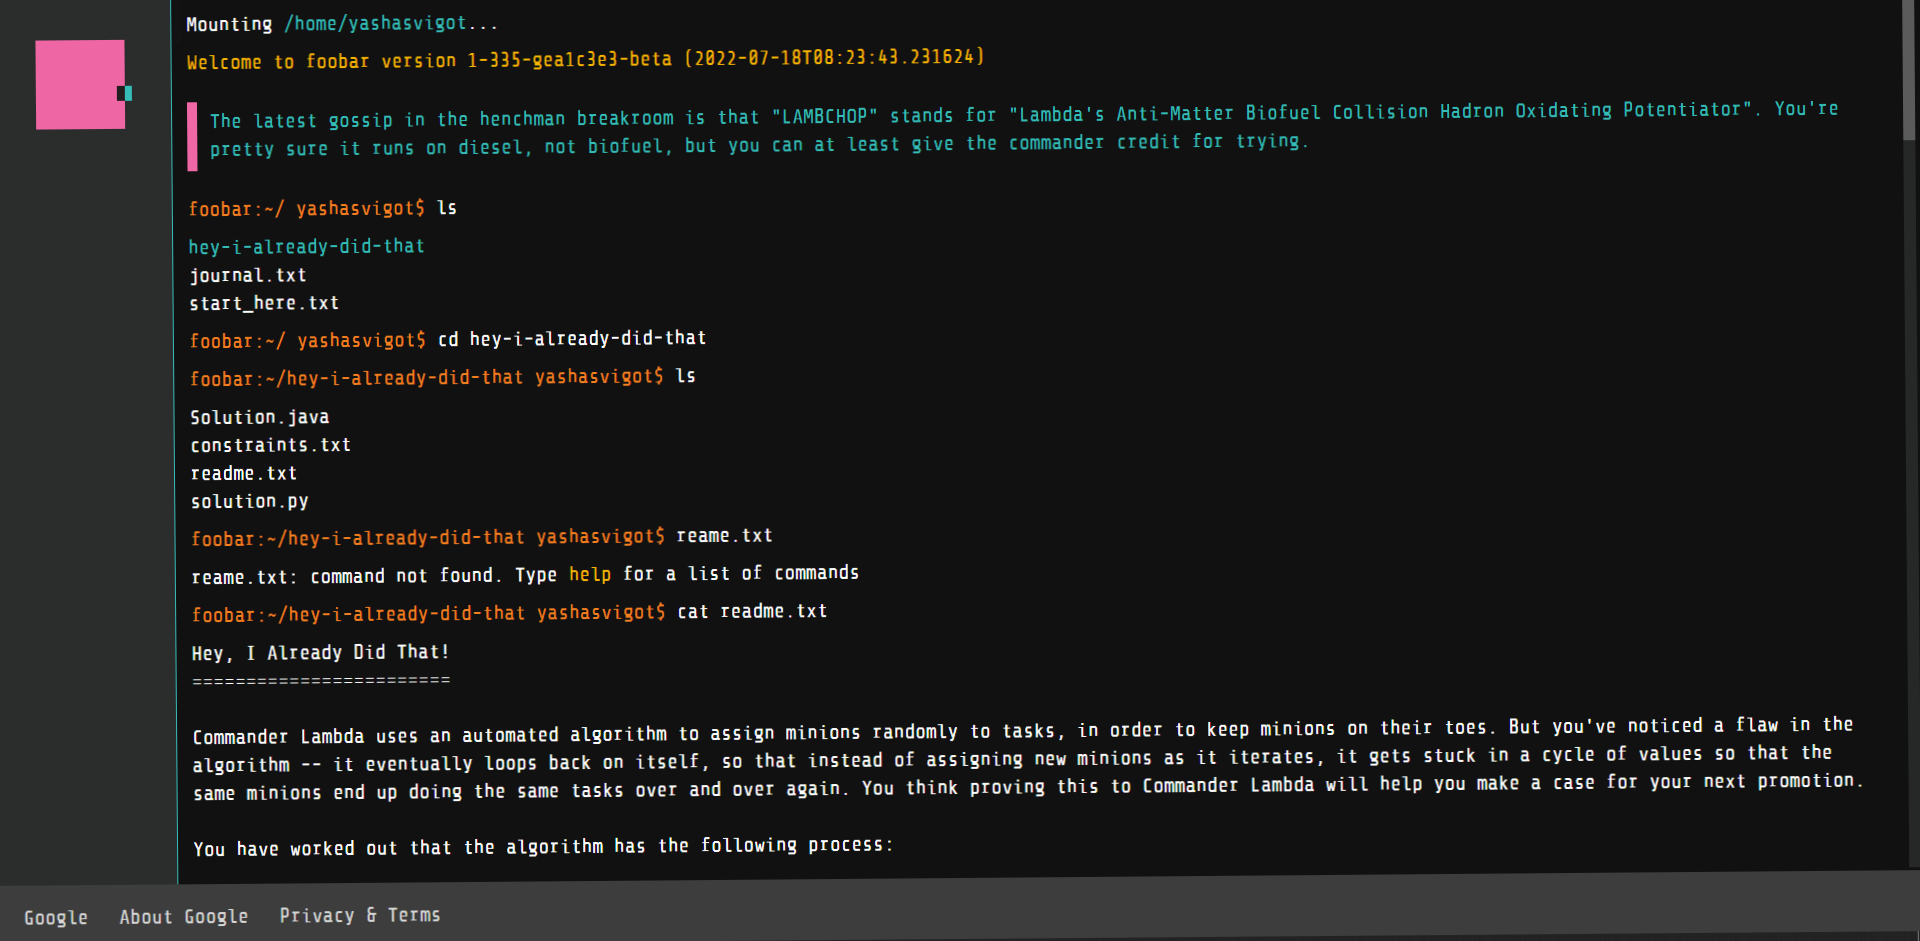 Mounting /home/yashasvigot...
Welcome to foobar version 1-335-gea1c3e3-beta (2022-07-18T08:23:43.231624)
The latest gossip in the henchman breakroom is that "LAMBCHOP" stands for "Lambda's Anti-Matter Biofuel Collision Hadron Oxidating Potentiator". You're
pretty sure it runs on diesel, not biofuel, but you can at least give the commander credit for trying.
foobar:~/ yashasvigot$ ls
hey-i-already-did-that
journal.txt
start_here.txt
foobar:~/ yashasvigot$ cd hey-i-already-did-that
foobar:~/hey-i-already-did-that yashasvigot$ ls
Solution.java
constraints.txt
readme.txt
solution.py
foobar:~/hey-i-already-did-that yashasvigot$ reame.txt
reame.txt: command not found. Type help for a list of commands
foobar:~/hey-i-already-did-that yashasvigot$ cat readme.txt
Hey, I Already Did That!
========================
Commander Lambda uses an automated algorithm to assign minions randomly to tasks, in order to keep minions on their toes. But you've noticed a flaw in the
algorithm -- it eventually loops back on itself, so that instead of assigning new minions as it iterates, it gets stuck in a cycle of values so that the
same minions end up doing the same tasks over and over again. You think proving this to Commander Lambda will help you make a case for your next promotion.
You have worked out that the algorithm has the following process:
Google About Google Privacy & Terms